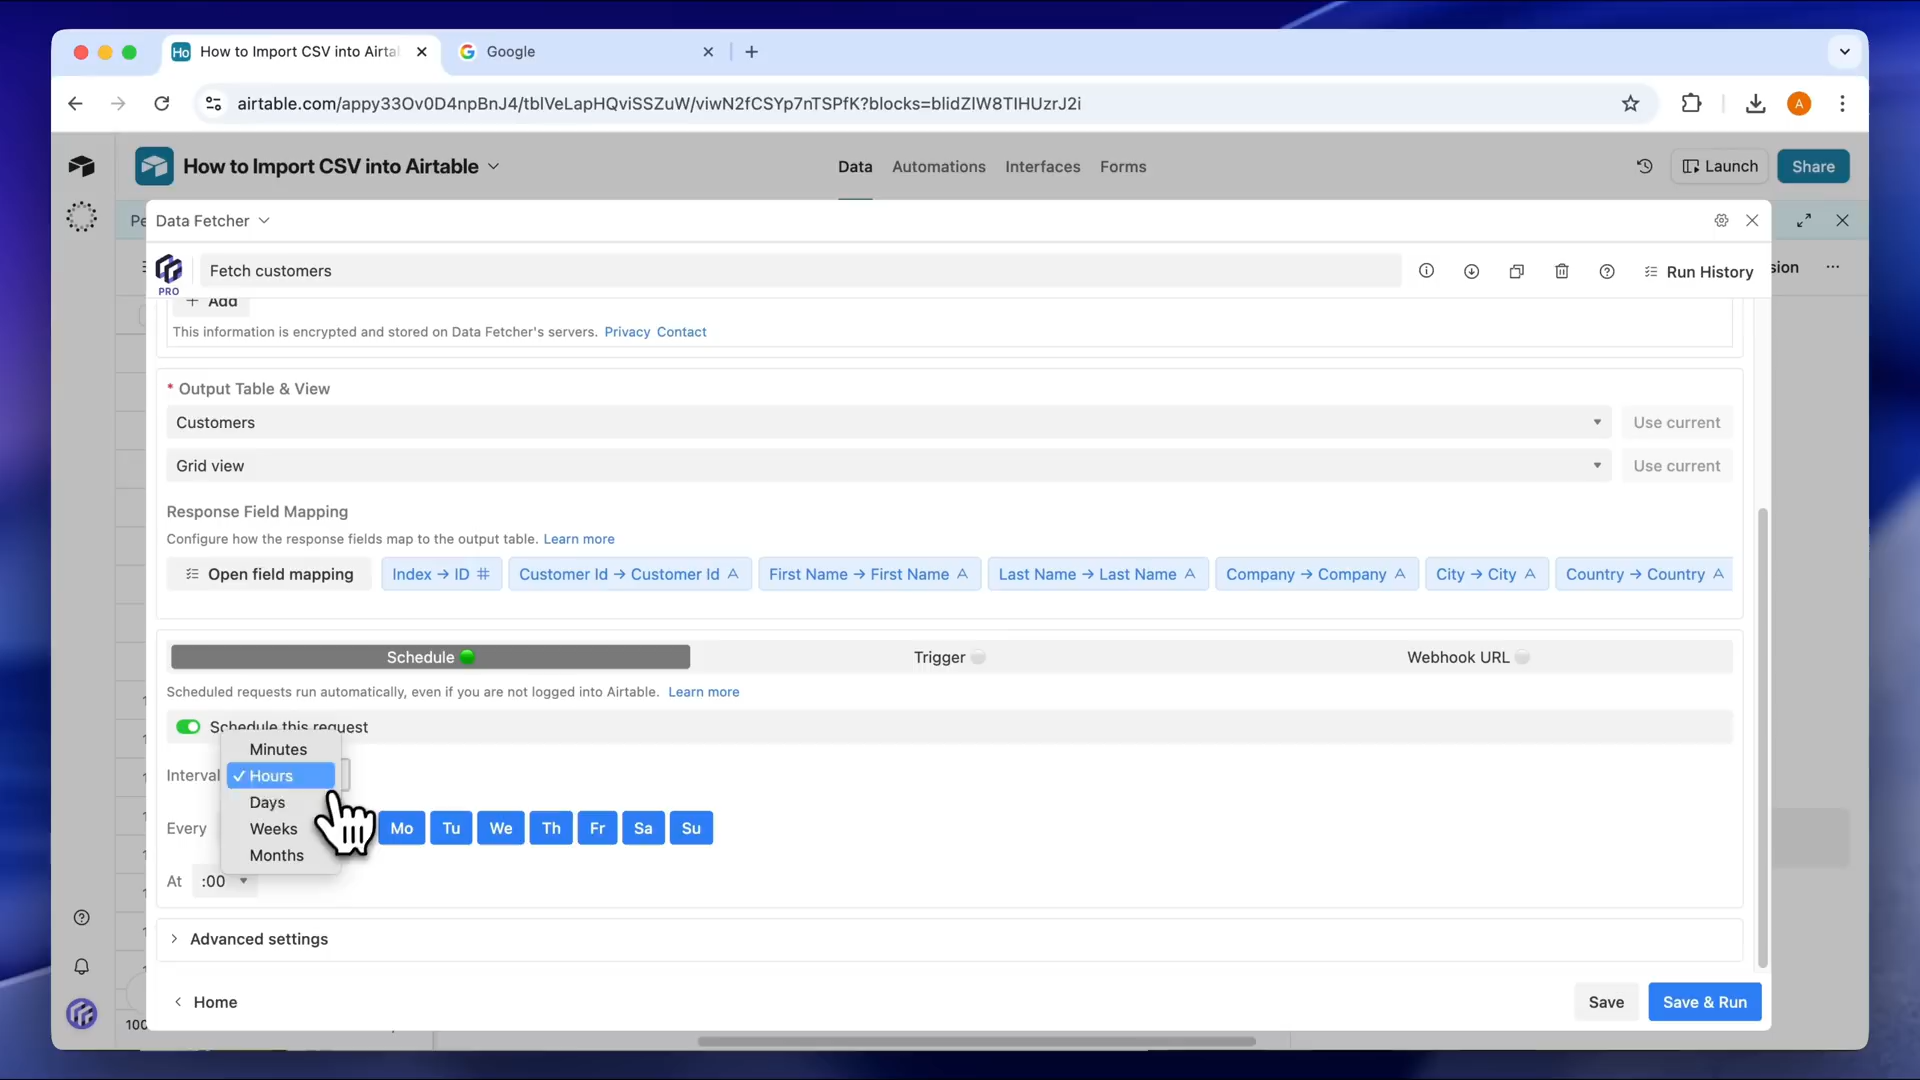 Ho How to Import CSV into Airta
Google
airtable.com/appy33Ov0D4npBnJ4/tblVeLapHQviSSZuW/viwN2fCSYp7nTSPfK?blocks=blidZlW8TIHUzrJ2i
A
How to Import CSV into Airtable
Data Automations Interfaces Forms
Launch
Share
Data Fetcher
PRO
Fetch customers
Run History
+ Add
This information is encrypted and stored on Data Fetcher's servers. Privacy Contact
* Output Table & View
Customers
Use current
Grid view
Use current
Response Field Mapping
Configure how the response fields map to the output table. Learn more
Open field mapping
Index → ID
Customer Id → Customer Id
First Name → First Name
Last Name → Last Name
Company → Company
City → City
Country → Country
Schedule
Trigger
Webhook URL
Scheduled requests run automatically, even if you are not logged into Airtable. Learn more
Schedule this request
Minutes
Interval
✓ Hours
Days
Every
Weeks
Mo Tu We Th Fr Sa Su
Months
At :00
Advanced settings
Home
Save
Save & Run